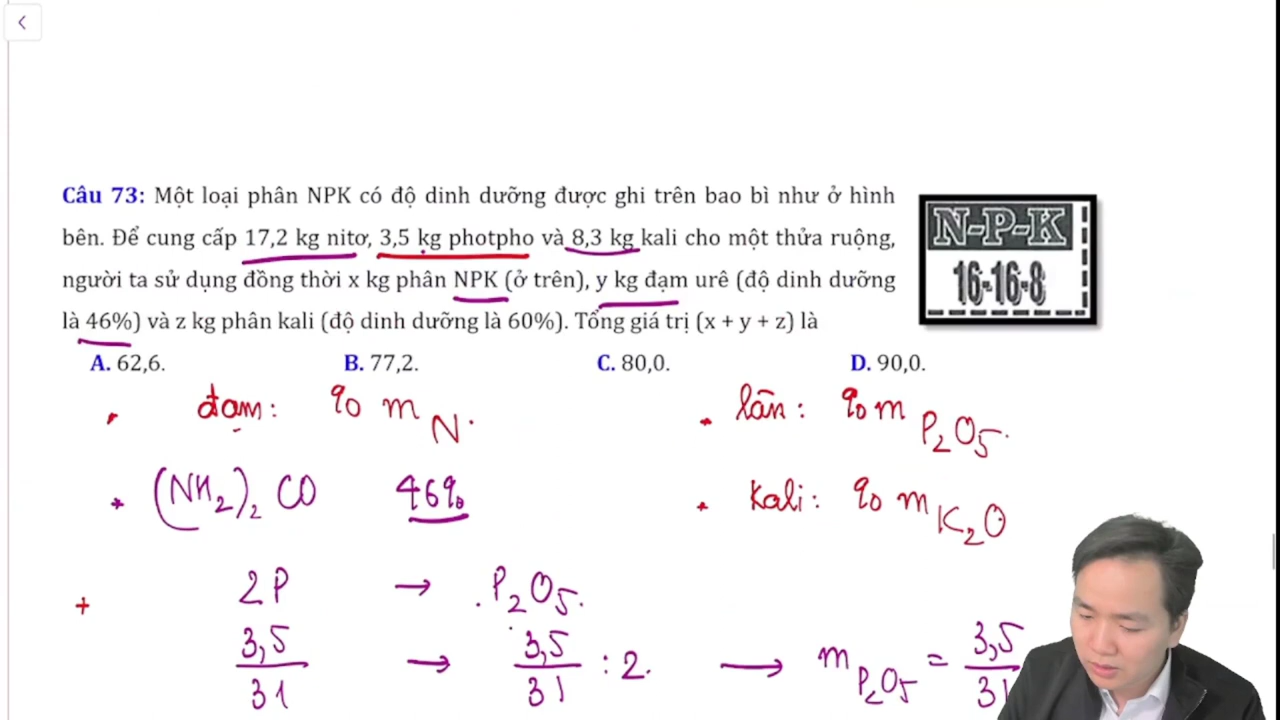 Câu 73: Một loại phân NPK có độ dinh dưỡng được ghi trên bao bì như ở hình
bên. Để cung cấp 17,2 kg nitơ, 3,5 kg photpho và 8,3 kg kali cho một thửa ruộng,
người ta sử dụng đồng thời x kg phân NPK (ở trên), y kg đạm urê (độ dinh dưỡng
là 46%) và z kg phân kali (độ dinh dưỡng là 60%). Tổng giá trị (x + y + z) là
N-P-K
16-16-8
A. 62,6. B. 77,2. C. 80,0. D. 90,0.
đạm: % m N.
lân: % m P₂O₅.
(NH₂)₂ CO 46%
Kali: % m K₂O
+ 2P → P₂O₅.
3,5/31 → 3,5/31 : 2. → m P₂O₅ = 3,5/31